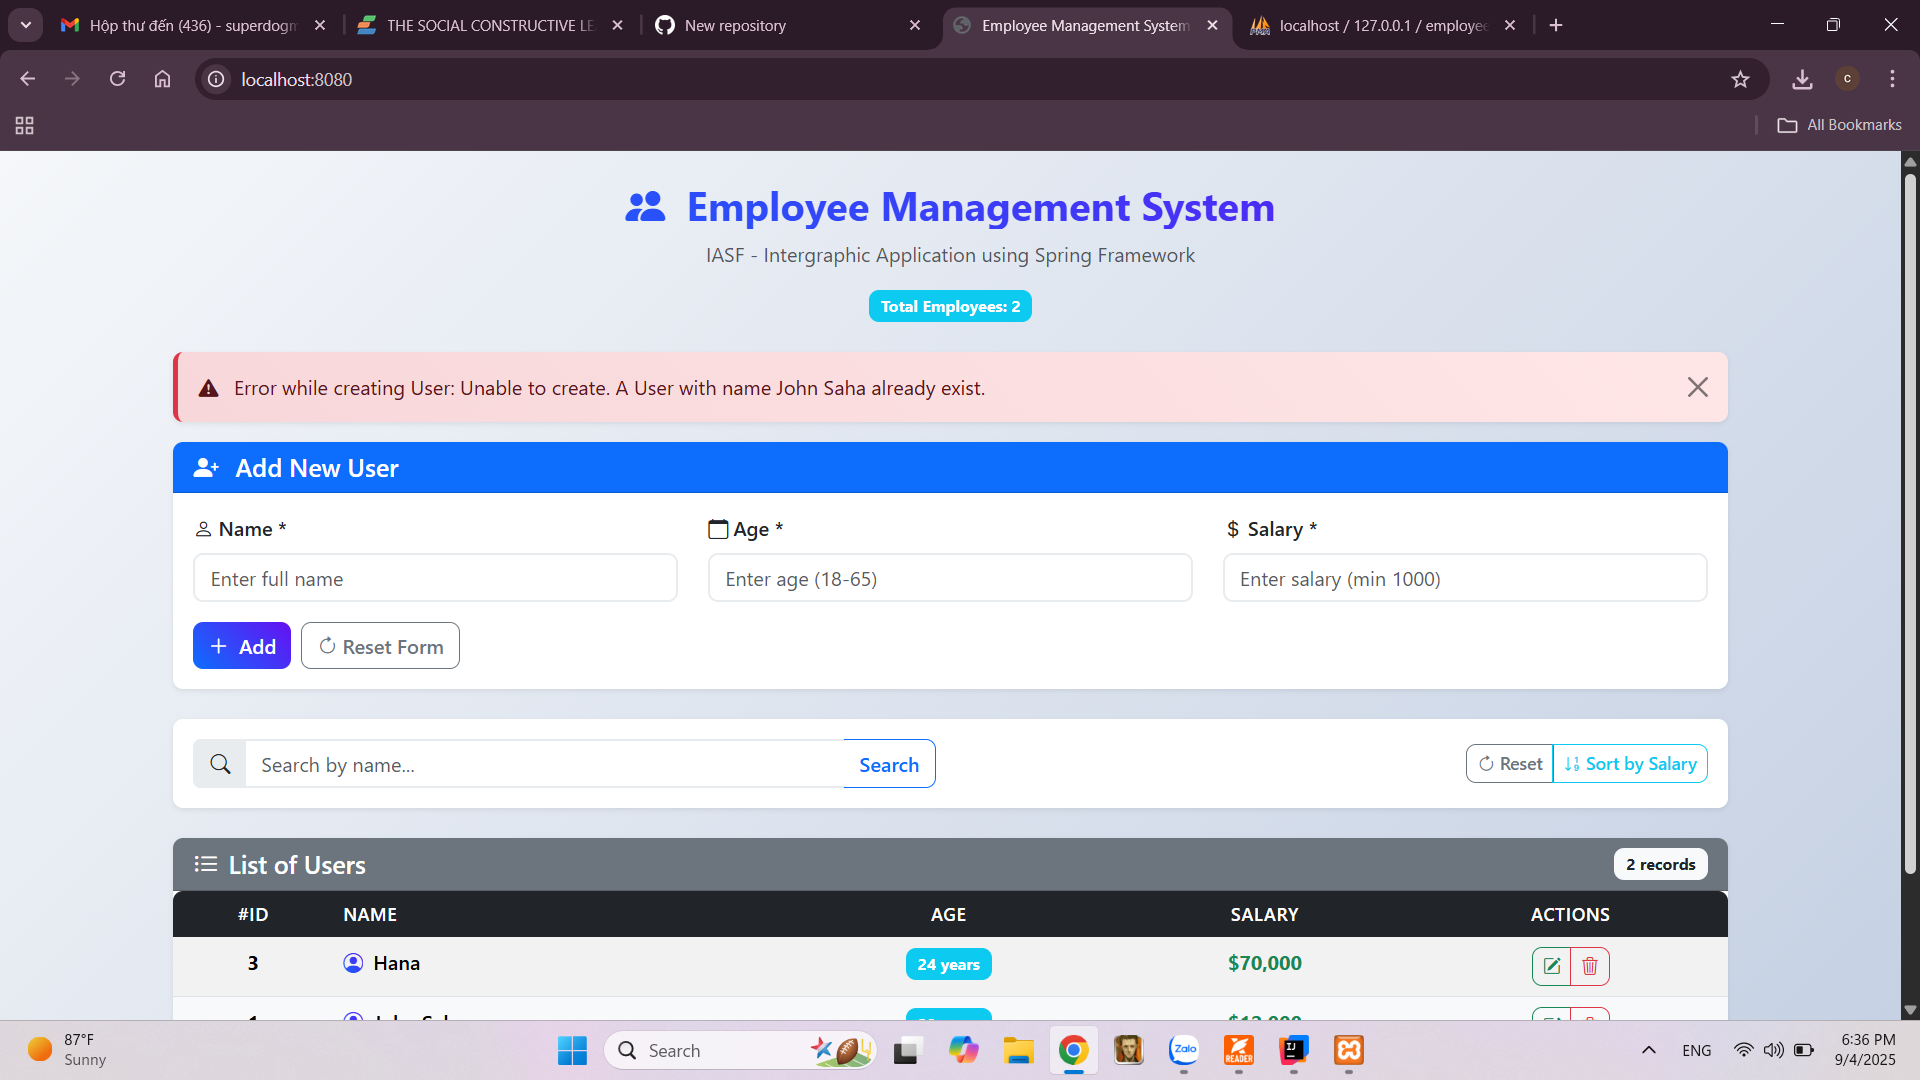 Hộp thư đến (436) - superdogm
THE SOCIAL CONSTRUCTIVE LE
New repository
Employee Management System
localhost / 127.0.0.1 / employee
localhost:8080
c
All Bookmarks
Employee Management System
IASF - Intergraphic Application using Spring Framework
Total Employees: 2
Error while creating User: Unable to create. A User with name John Saha already exist.
Add New User
Name *
Age *
$ Salary *
Enter full name
Enter age (18-65)
Enter salary (min 1000)
+ Add
Reset Form
Search by name...
Search
Reset
Sort by Salary
List of Users
2 records
#ID NAME AGE SALARY ACTIONS
3 Hana 24 years $70,000
87°F
Sunny
Search
Zalo
READER
IJ
ENG
6:36 PM
9/4/2025